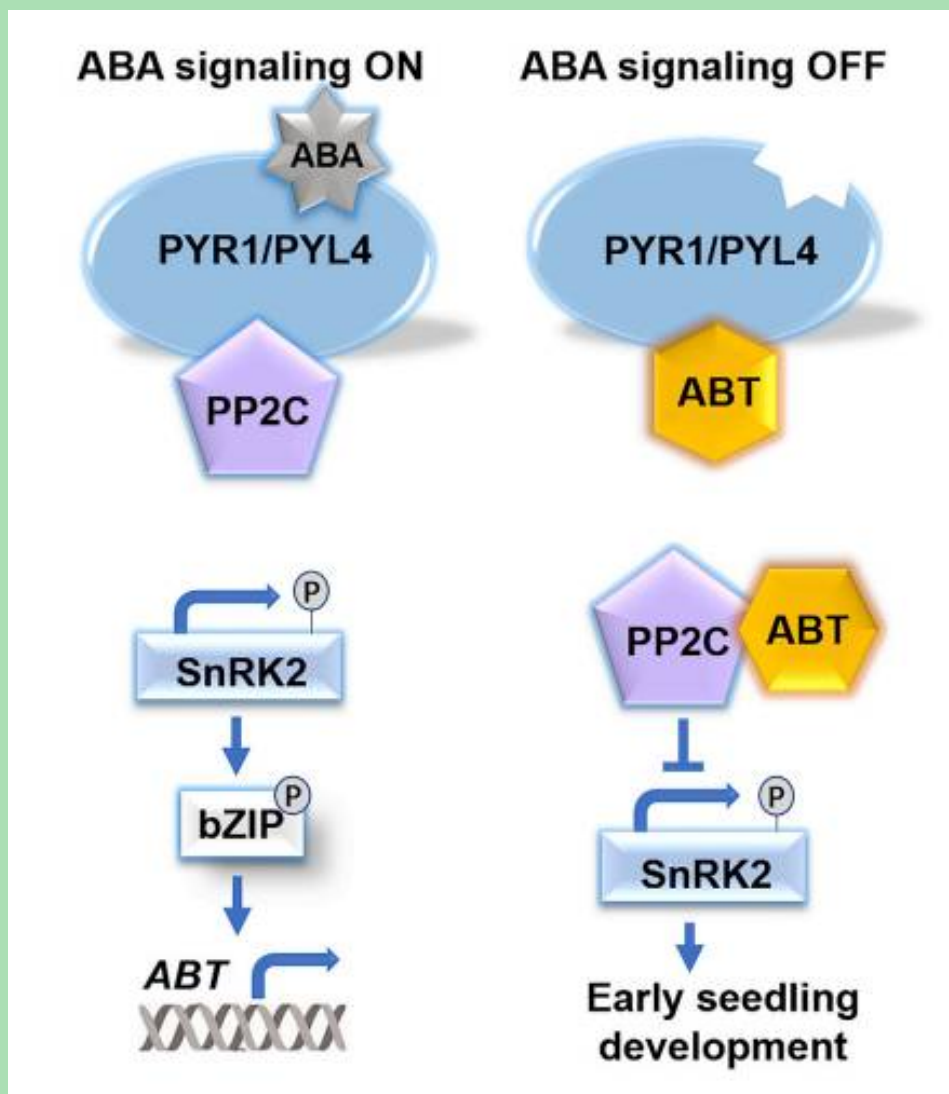 ABA signaling ON
ABA
PYR1/PYL4
PP2C
P
SnRK2
P
bZIP
ABT
ABA signaling OFF
PYR1/PYL4
ABT
PP2C
ABT
P
SnRK2
Early seedling
development